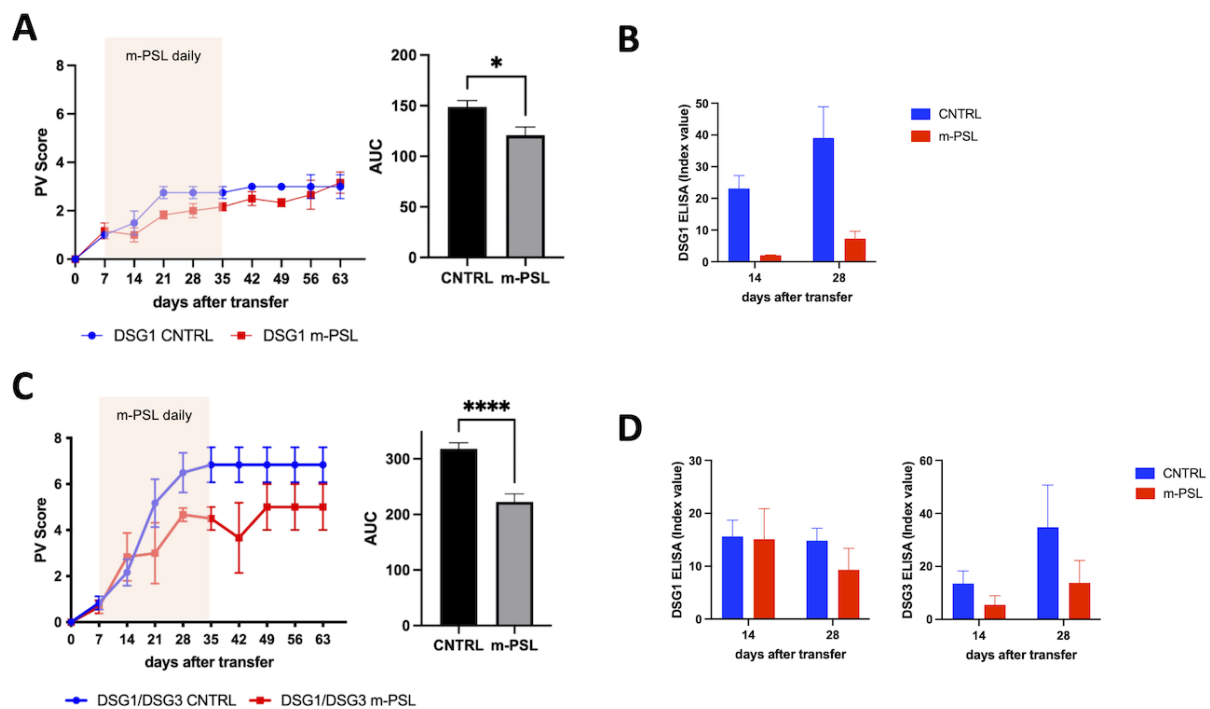 A
m-PSL daily
PV Score
8
6
4
2
0
0 7 14 21 28 35 42 49 56 63
days after transfer
DSG1 CNTRL DSG1 m-PSL
AUC
200
150
100
50
0
*
CNTRL m-PSL
B
DSG1 ELISA (Index value)
50
40
30
20
10
0
14 28
days after transfer
CNTRL
m-PSL
C
m-PSL daily
PV Score
8
6
4
2
0
0 7 14 21 28 35 42 49 56 63
days after transfer
DSG1/DSG3 CNTRL DSG1/DSG3 m-PSL
AUC
300
200
100
0
****
CNTRL m-PSL
D
DSG1 ELISA (Index value)
30
20
10
0
14 28
days after transfer
DSG3 ELISA (Index value)
60
40
20
0
14 28
days after transfer
CNTRL
m-PSL